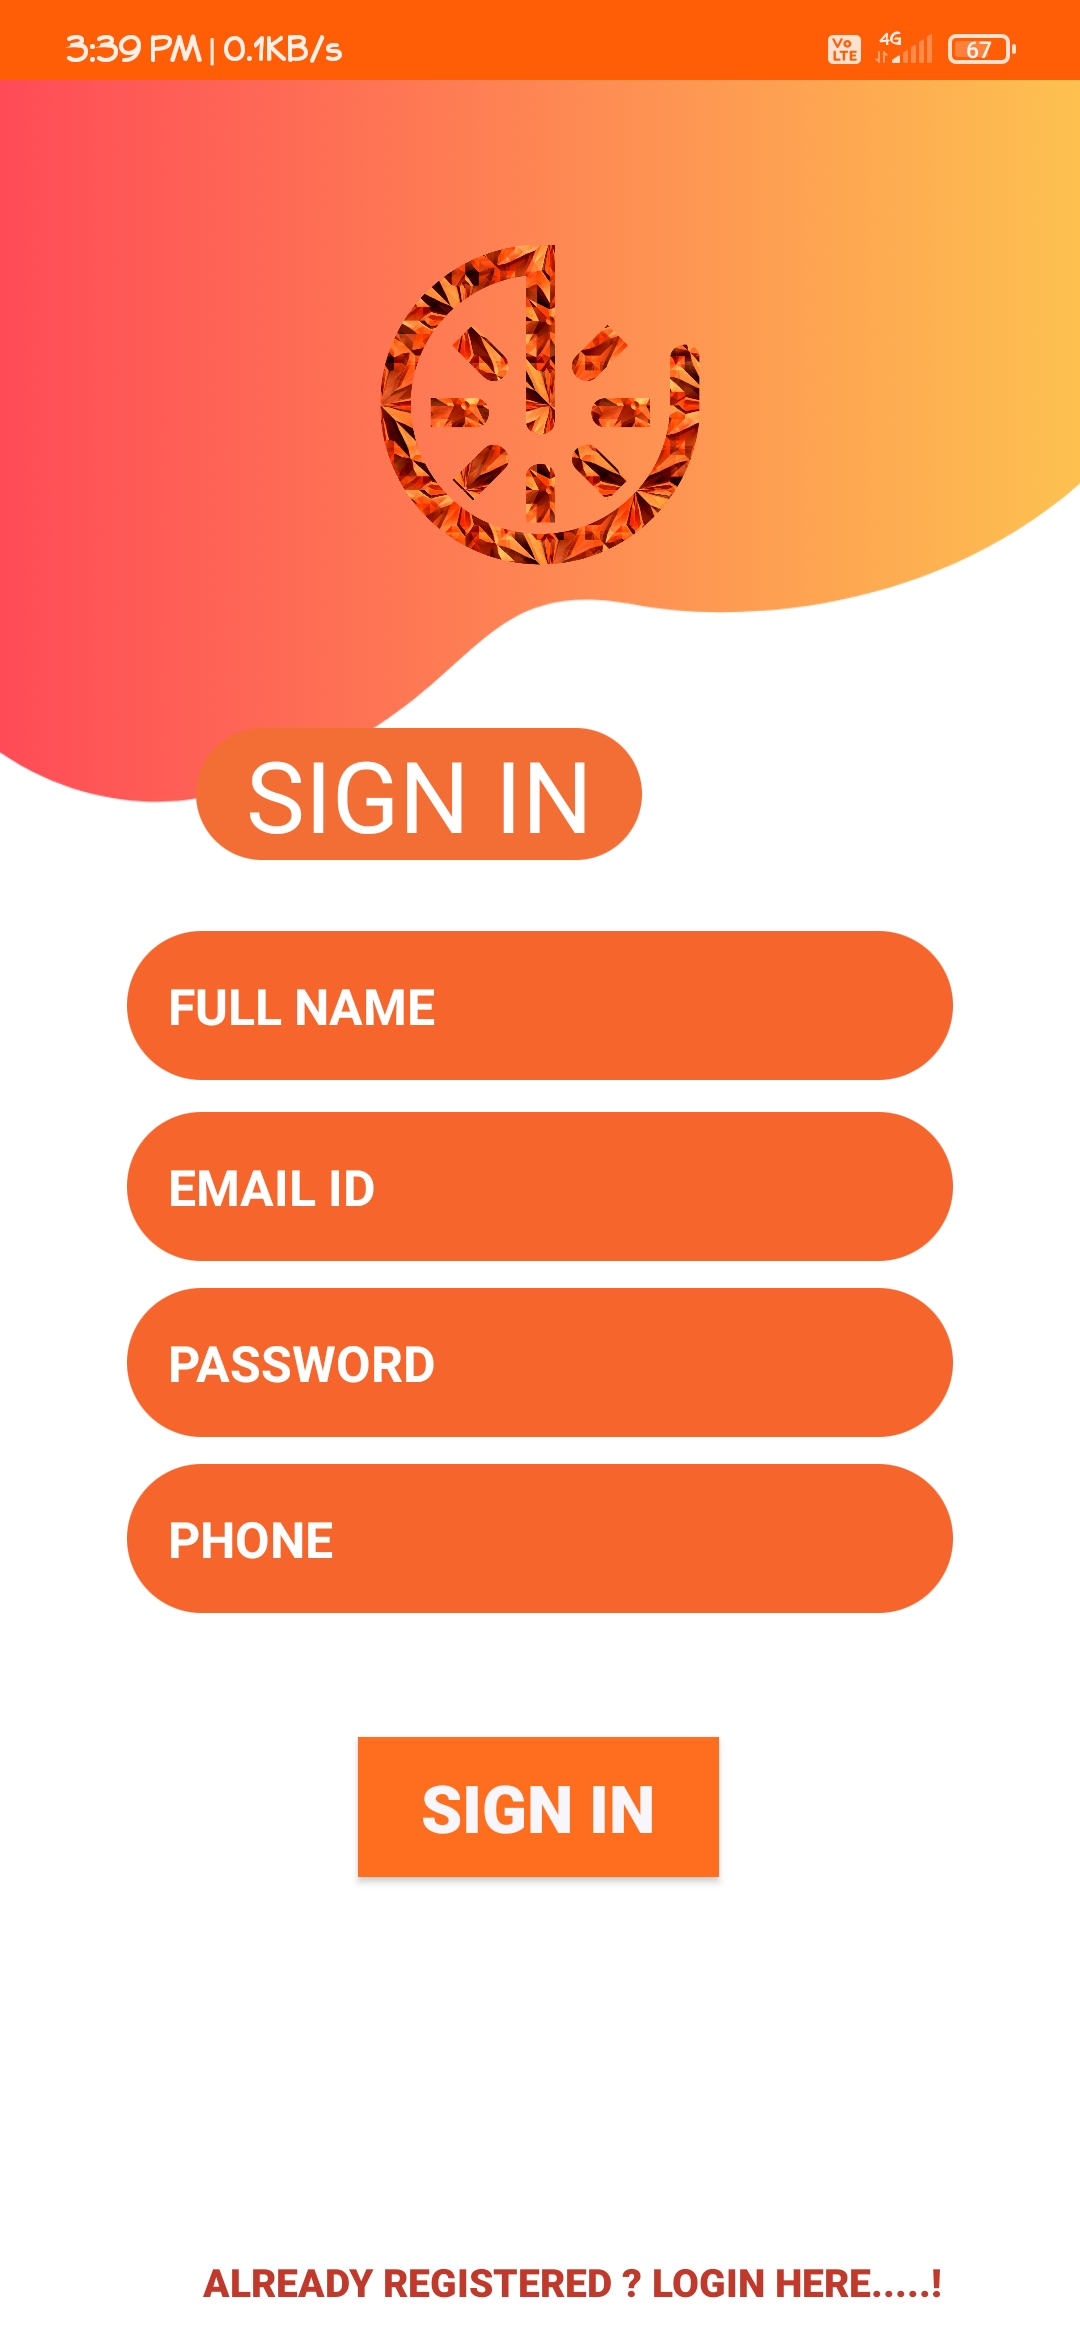 3:39 PM | 0.1KB/s
Vo LTE 4G 67
SIGN IN
FULL NAME
EMAIL ID
PASSWORD
PHONE
SIGN IN
ALREADY REGISTERED ? LOGIN HERE.....!